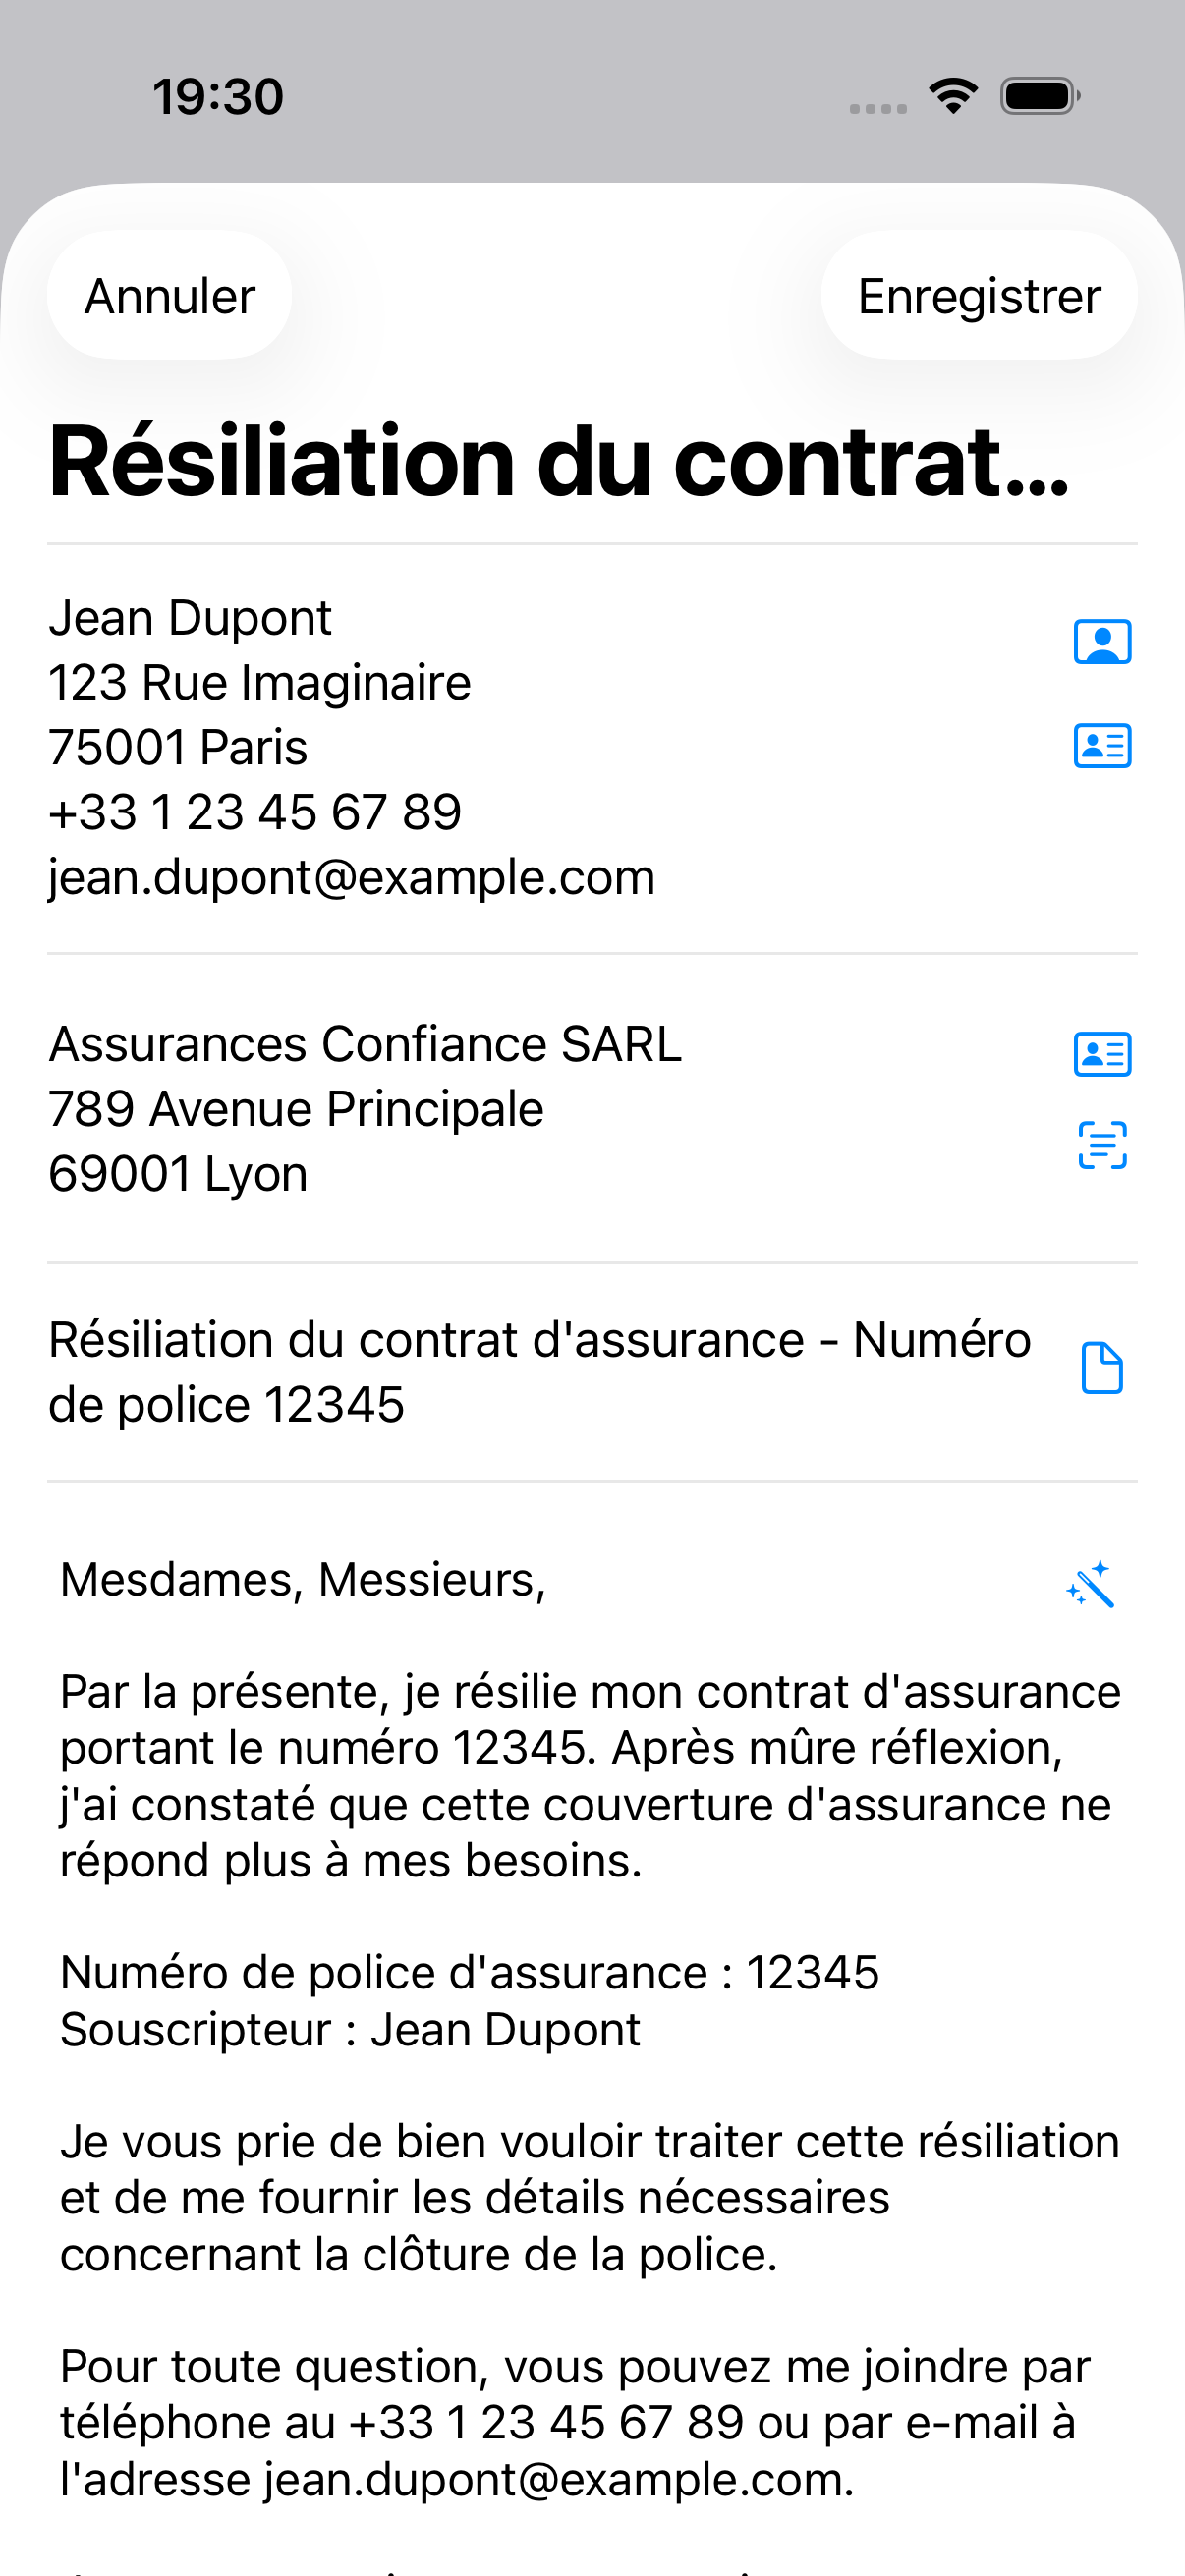 19:30
Annuler
Enregistrer
Résiliation du contrat...
Jean Dupont
123 Rue Imaginaire
75001 Paris
+33 1 23 45 67 89
jean.dupont@example.com
Assurances Confiance SARL
789 Avenue Principale
69001 Lyon
Résiliation du contrat d'assurance - Numéro
de police 12345
Mesdames, Messieurs,
Par la présente, je résilie mon contrat d'assurance
portant le numéro 12345. Après mûre réflexion,
j'ai constaté que cette couverture d'assurance ne
répond plus à mes besoins.
Numéro de police d'assurance : 12345
Souscripteur : Jean Dupont
Je vous prie de bien vouloir traiter cette résiliation
et de me fournir les détails nécessaires
concernant la clôture de la police.
Pour toute question, vous pouvez me joindre par
téléphone au +33 1 23 45 67 89 ou par e-mail à
l'adresse jean.dupont@example.com.